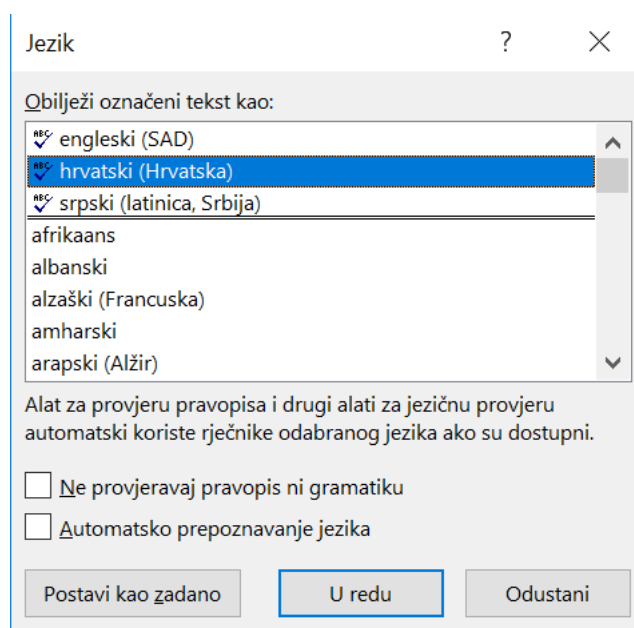 Jezik
Obilježi označeni tekst kao:
engleski (SAD)
hrvatski (Hrvatska)
srpski (latinica, Srbija)
afrikaans
albanski
alzaški (Francuska)
amharski
arapski (Alžir)
Alat za provjeru pravopisa i drugi alati za jezičnu provjeru
automatski koriste rječnike odabranog jezika ako su dostupni.
Ne provjeravaj pravopis ni gramatiku
Automatsko prepoznavanje jezika
Postavi kao zadano U redu Odustani